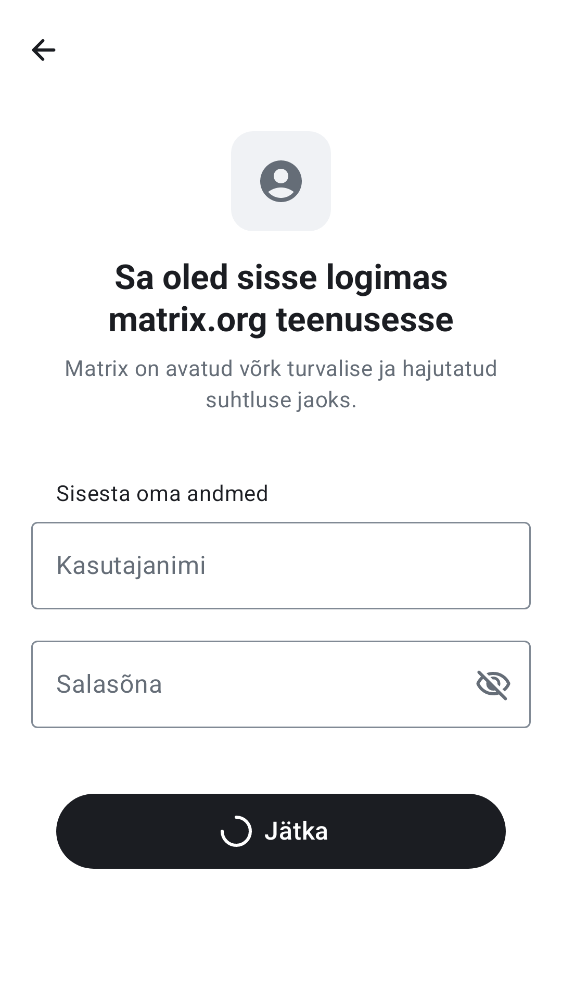 Sa oled sisse logimas
matrix.org teenusesse
Matrix on avatud võrk turvalise ja hajutatud
suhtluse jaoks.
Sisesta oma andmed
Kasutajanimi
Salasõna
Jätka